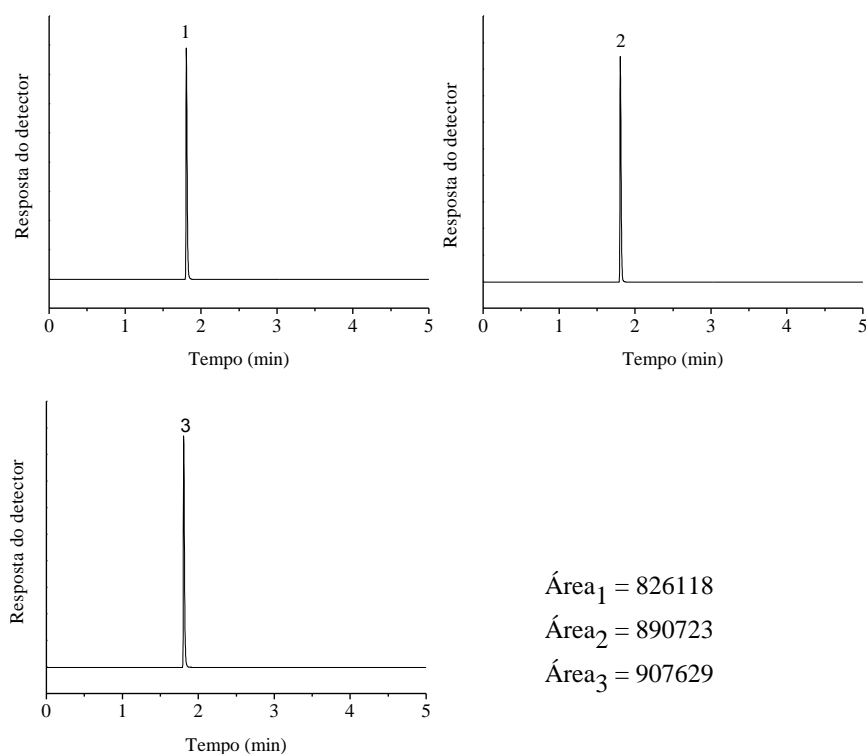 1
Resposta do detector
0 1 2 3 4 5
Tempo (min)
2
Resposta do detector
0 1 2 3 4 5
Tempo (min)
3
Resposta do detector
0 1 2 3 4 5
Tempo (min)
Área1 = 826118
Área2 = 890723
Área3 = 907629